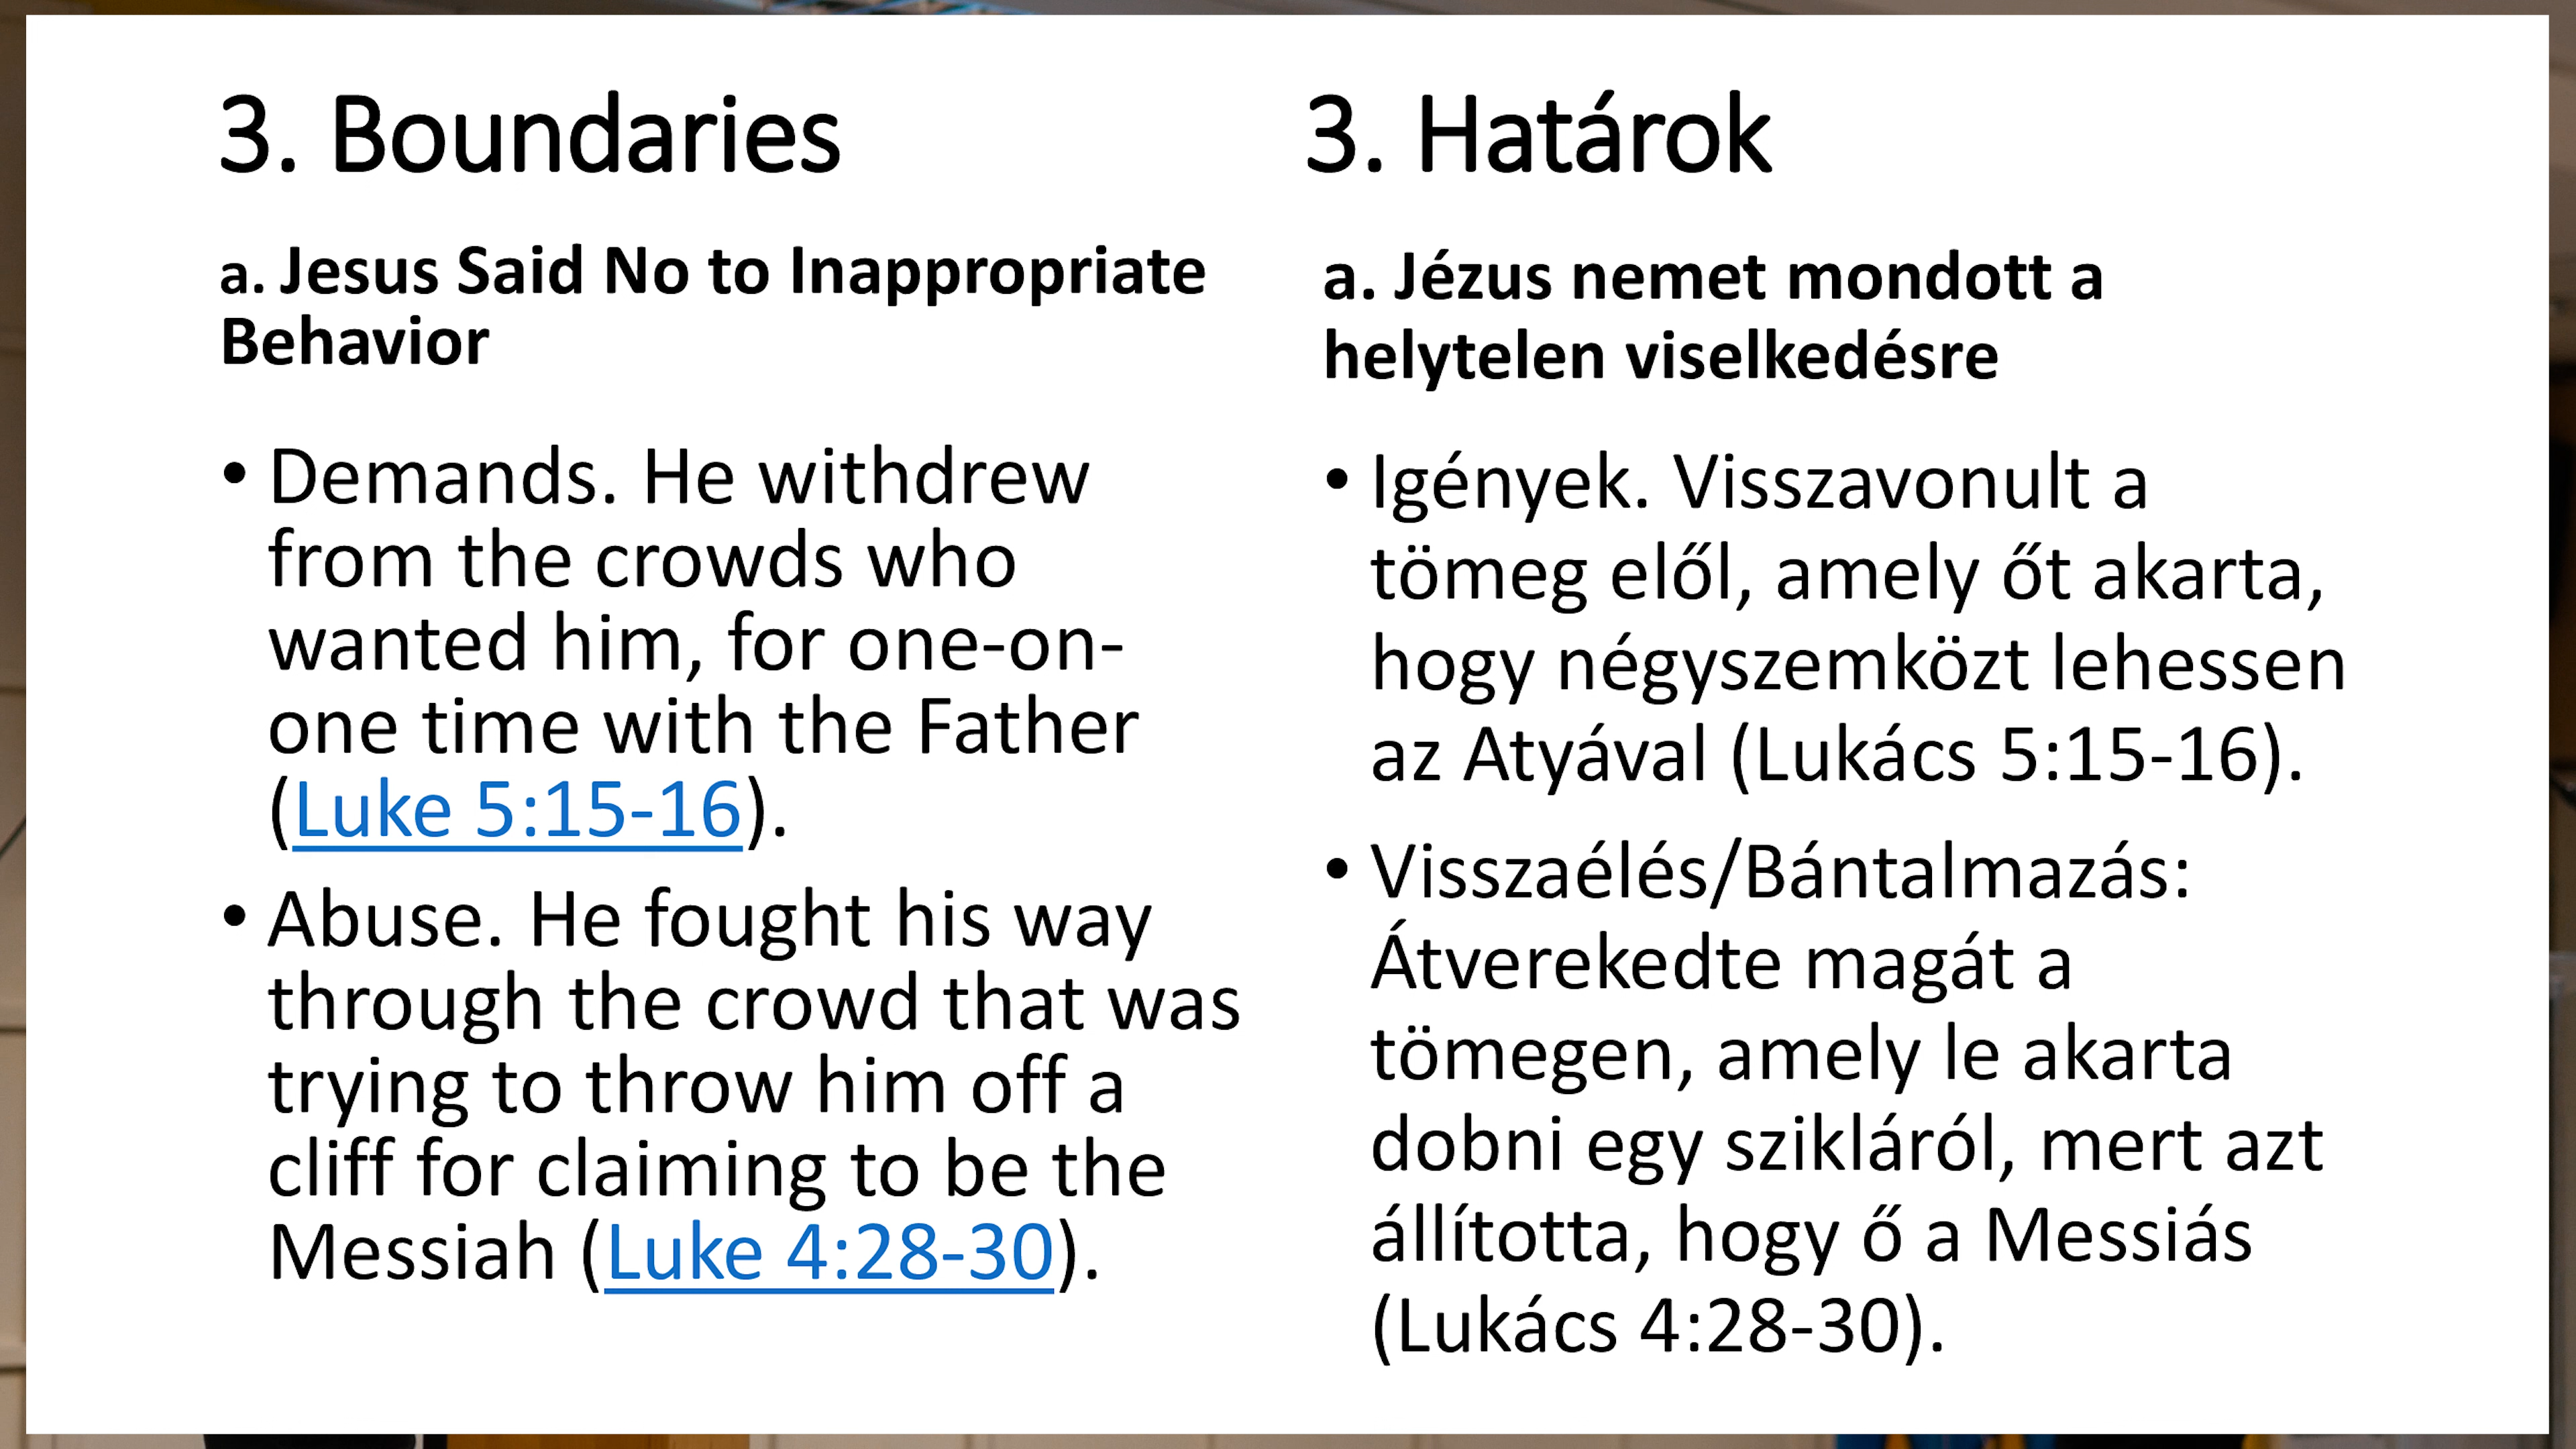 3. Boundaries
a. Jesus Said No to Inappropriate
Behavior
• Demands. He withdrew
from the crowds who
wanted him, for one-on-
one time with the Father
(Luke 5:15-16).
• Abuse. He fought his way
through the crowd that was
trying to throw him off a
cliff for claiming to be the
Messiah (Luke 4:28-30).
3. Határok
a. Jézus nemet mondott a
helytelen viselkedésre
• Igények. Visszavonult a
tömeg elől, amely őt akarta,
hogy négyszemközt lehessen
az Atyával (Lukács 5:15-16).
• Visszaélés/Bántalmazás:
Átverekedte magát a
tömegen, amely le akarta
dobni egy szikláról, mert azt
állította, hogy ő a Messiás
(Lukács 4:28-30).